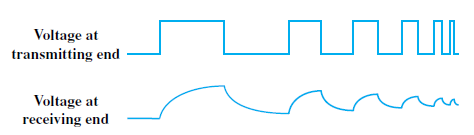 Voltage at
transmitting end
Voltage at
receiving end